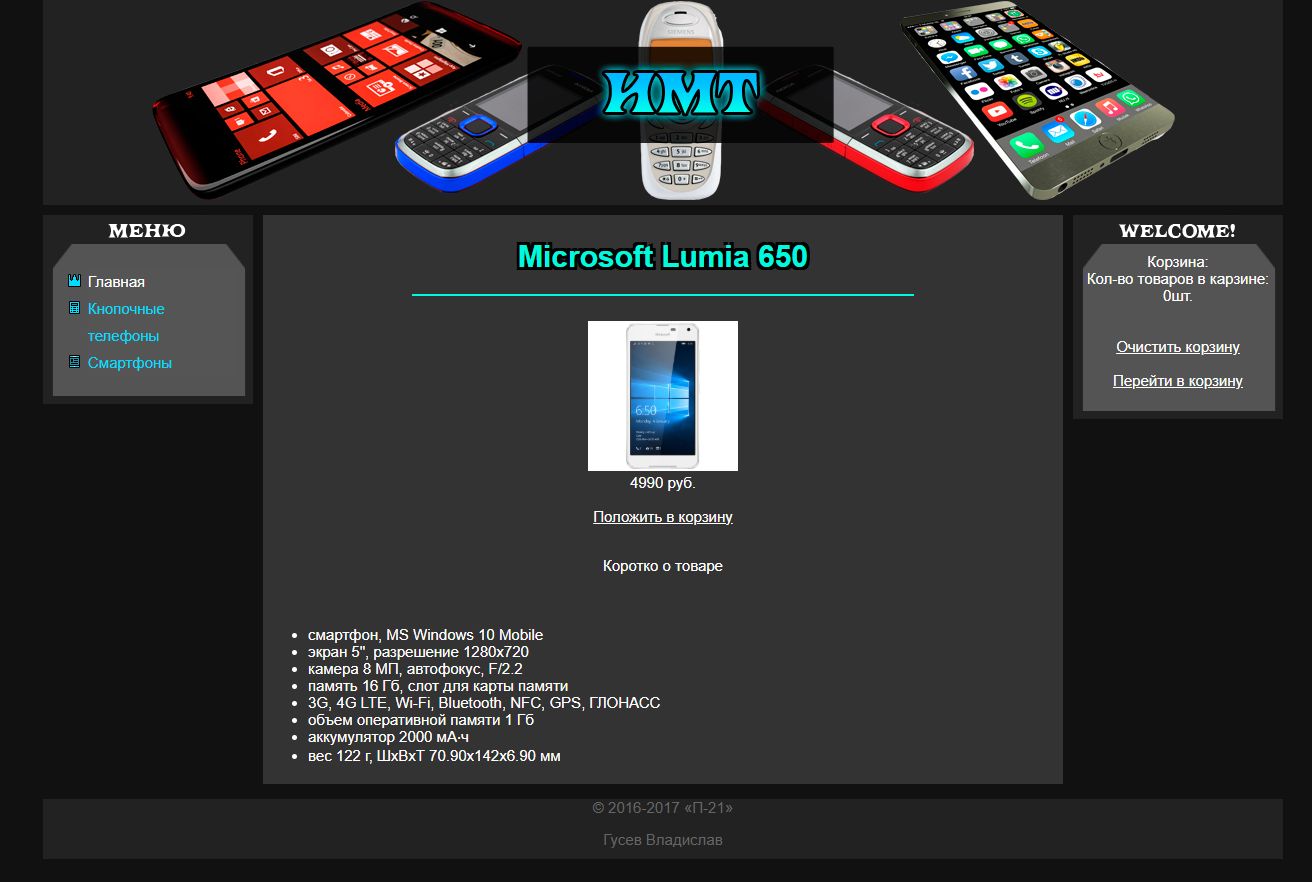 SIEMENS
ИМТ
МЕНЮ
Главная
Кнопочные
телефоны
Смартфоны
Microsoft Lumia 650
6:50
4990 руб.
Положить в корзину
Коротко о товаре
смартфон, MS Windows 10 Mobile
экран 5", разрешение 1280x720
камера 8 МП, автофокус, F/2.2
память 16 Гб, слот для карты памяти
3G, 4G LTE, Wi-Fi, Bluetooth, NFC, GPS, ГЛОНАСС
объем оперативной памяти 1 Гб
аккумулятор 2000 мА⋅ч
вес 122 г, ШxВxТ 70.90x142x6.90 мм
WELCOME!
Корзина:
Кол-во товаров в карзине:
0шт.
Очистить корзину
Перейти в корзину
© 2016-2017 «П-21»
Гусев Владислав